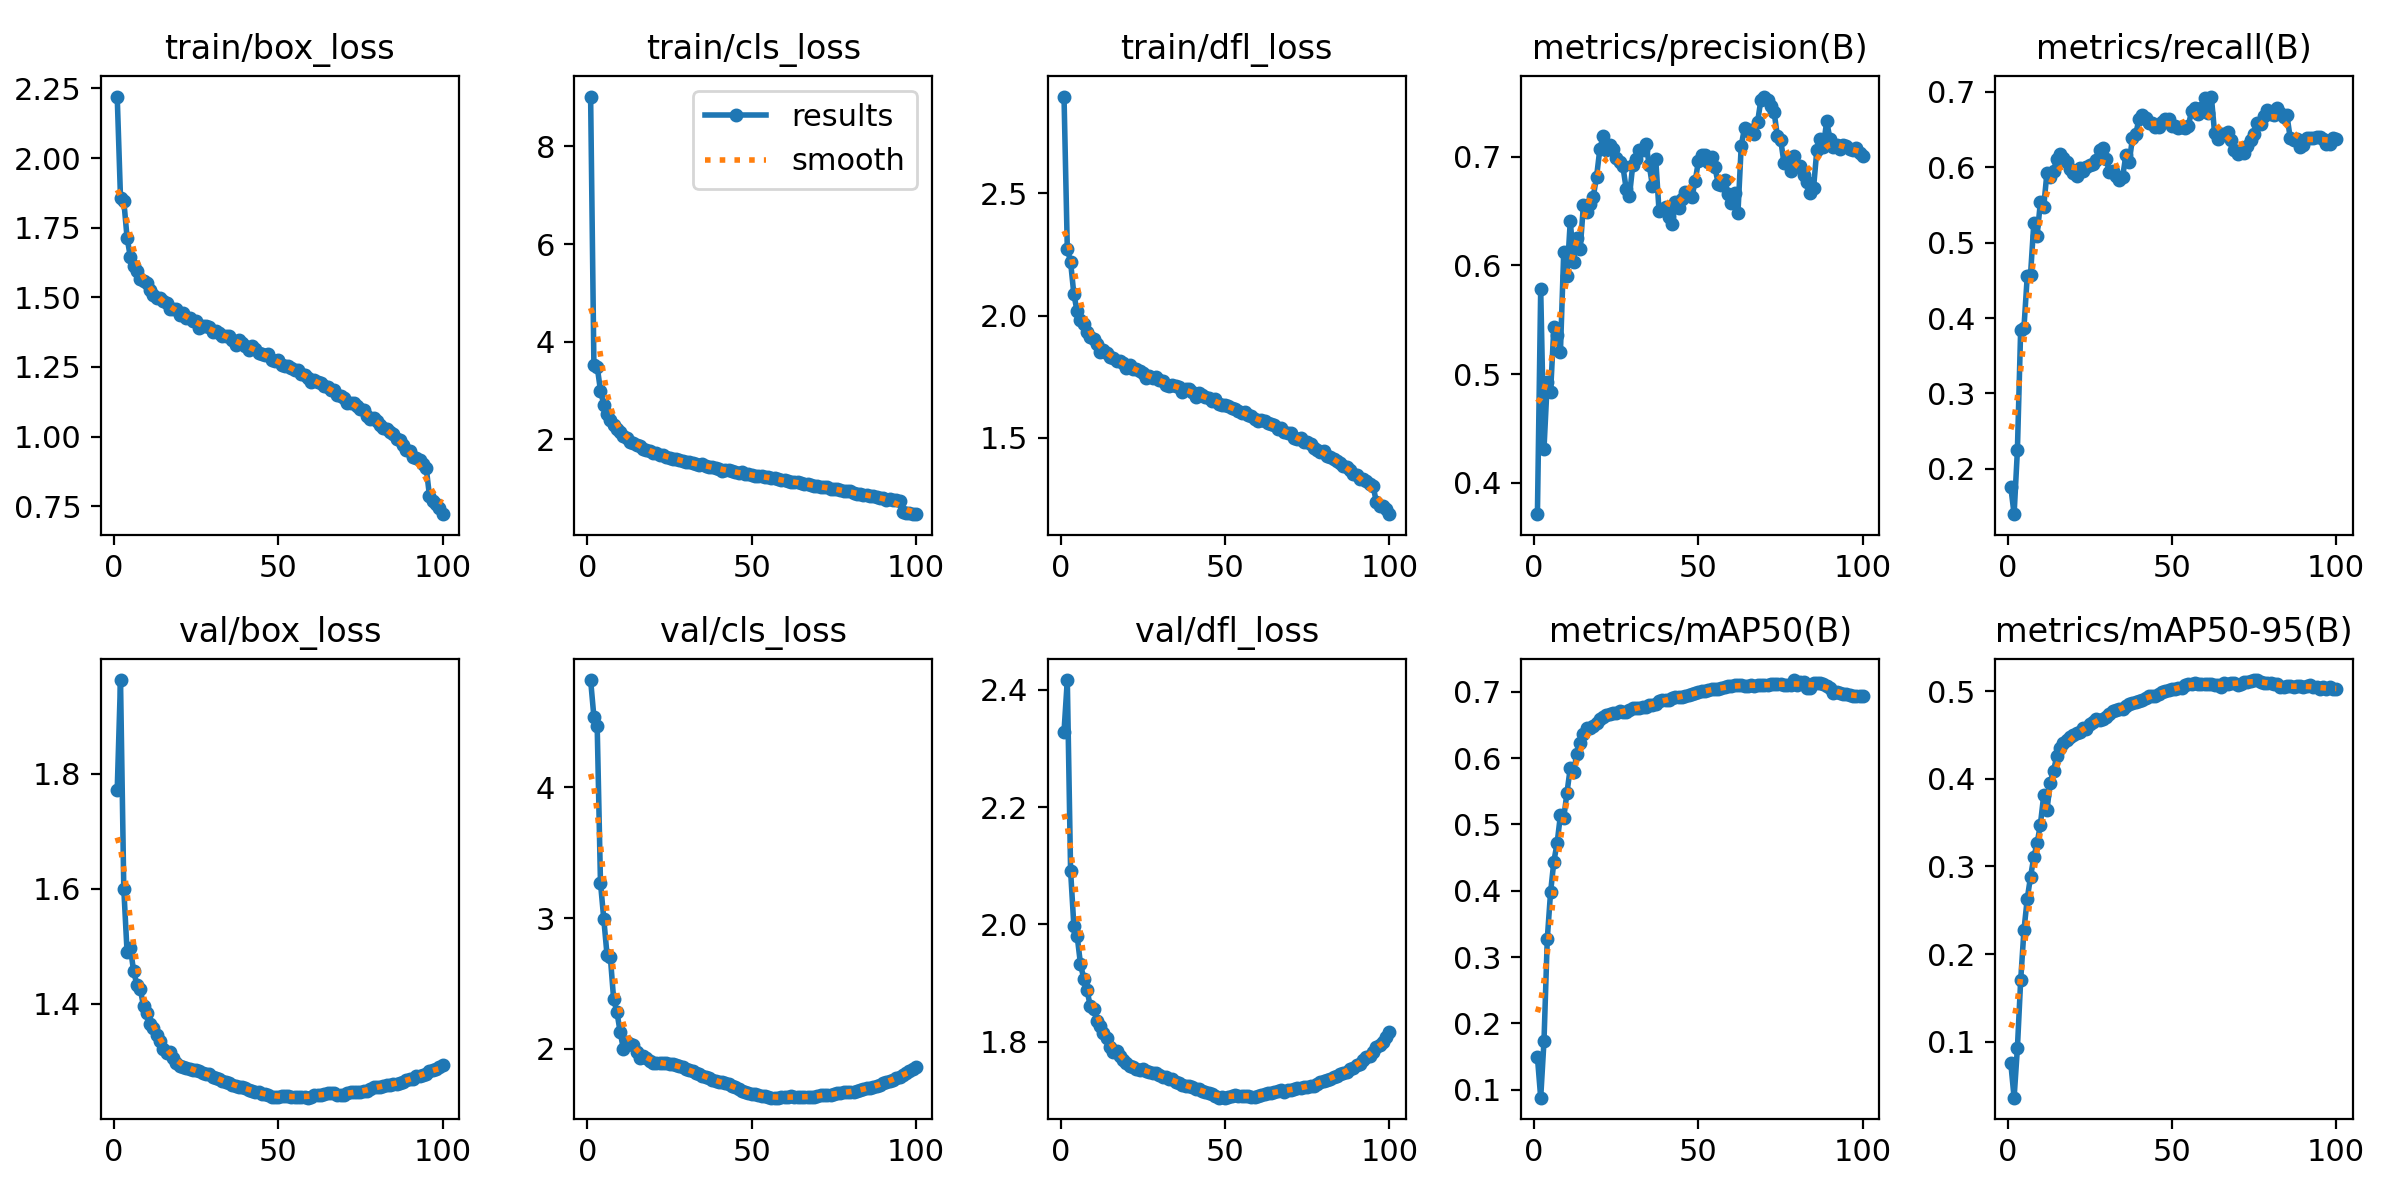 train/box_loss
2.25
2.00
1.75
1.50
1.25
1.00
0.75
0 50 100
train/cls_loss
results
smooth
8
6
4
2
0 50 100
train/dfl_loss
2.5
2.0
1.5
0 50 100
metrics/precision(B)
0.7
0.6
0.5
0.4
0 50 100
metrics/recall(B)
0.7
0.6
0.5
0.4
0.3
0.2
0 50 100
val/box_loss
1.8
1.6
1.4
0 50 100
val/cls_loss
4
3
2
0 50 100
val/dfl_loss
2.4
2.2
2.0
1.8
0 50 100
metrics/mAP50(B)
0.7
0.6
0.5
0.4
0.3
0.2
0.1
0 50 100
metrics/mAP50-95(B)
0.5
0.4
0.3
0.2
0.1
0 50 100